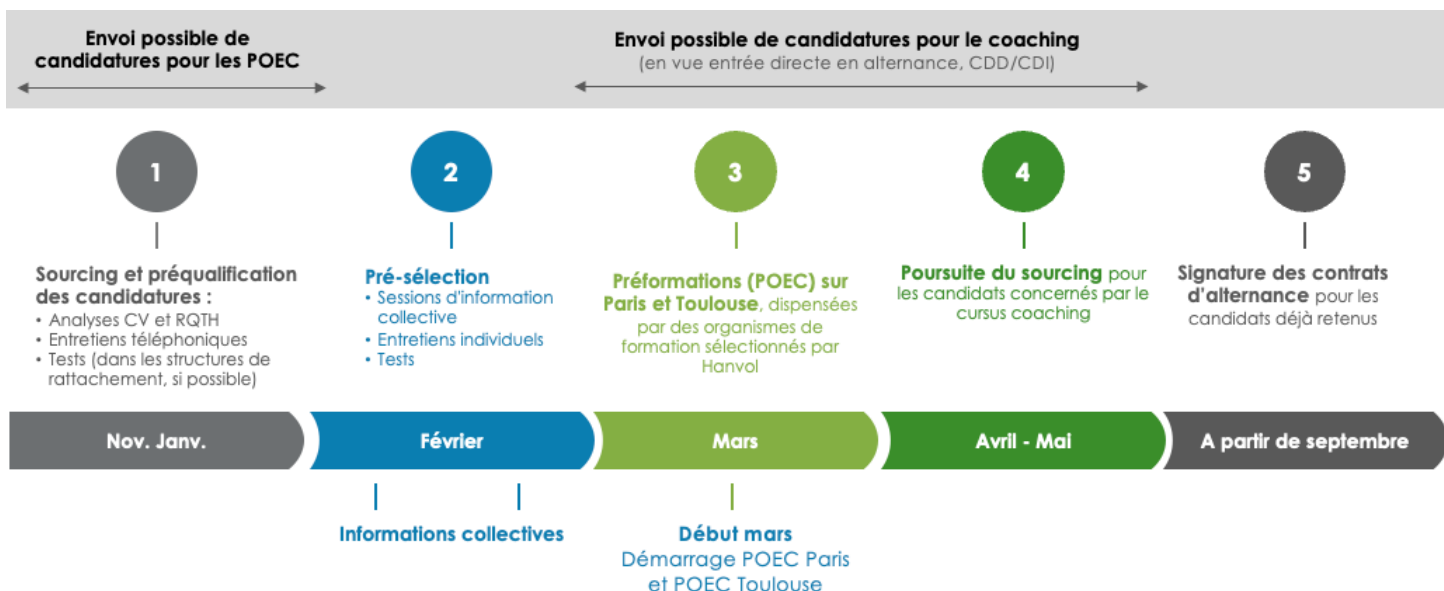 Envoi possible de
candidatures pour les POEC
Envoi possible de candidatures pour le coaching
(en vue entrée directe en alternance, CDD/CDI)
1
2
3
4
5
Sourcing et préqualification
des candidatures :
• Analyses CV et RQTH
• Entretiens téléphoniques
• Tests (dans les structures de
rattachement, si possible)
Pré-sélection
• Sessions d'information
collective
• Entretiens individuels
• Tests
Préformations (POEC) sur
Paris et Toulouse, dispensées
par des organismes de
formation sélectionnés par
Hanvol
Poursuite du sourcing pour
les candidats concernés par le
cursus coaching
Signature des contrats
d'alternance pour les
candidats déjà retenus
Nov. Janv.
Février
Mars
Avril - Mai
A partir de septembre
Informations collectives
Début mars
Démarrage POEC Paris
et POEC Toulouse